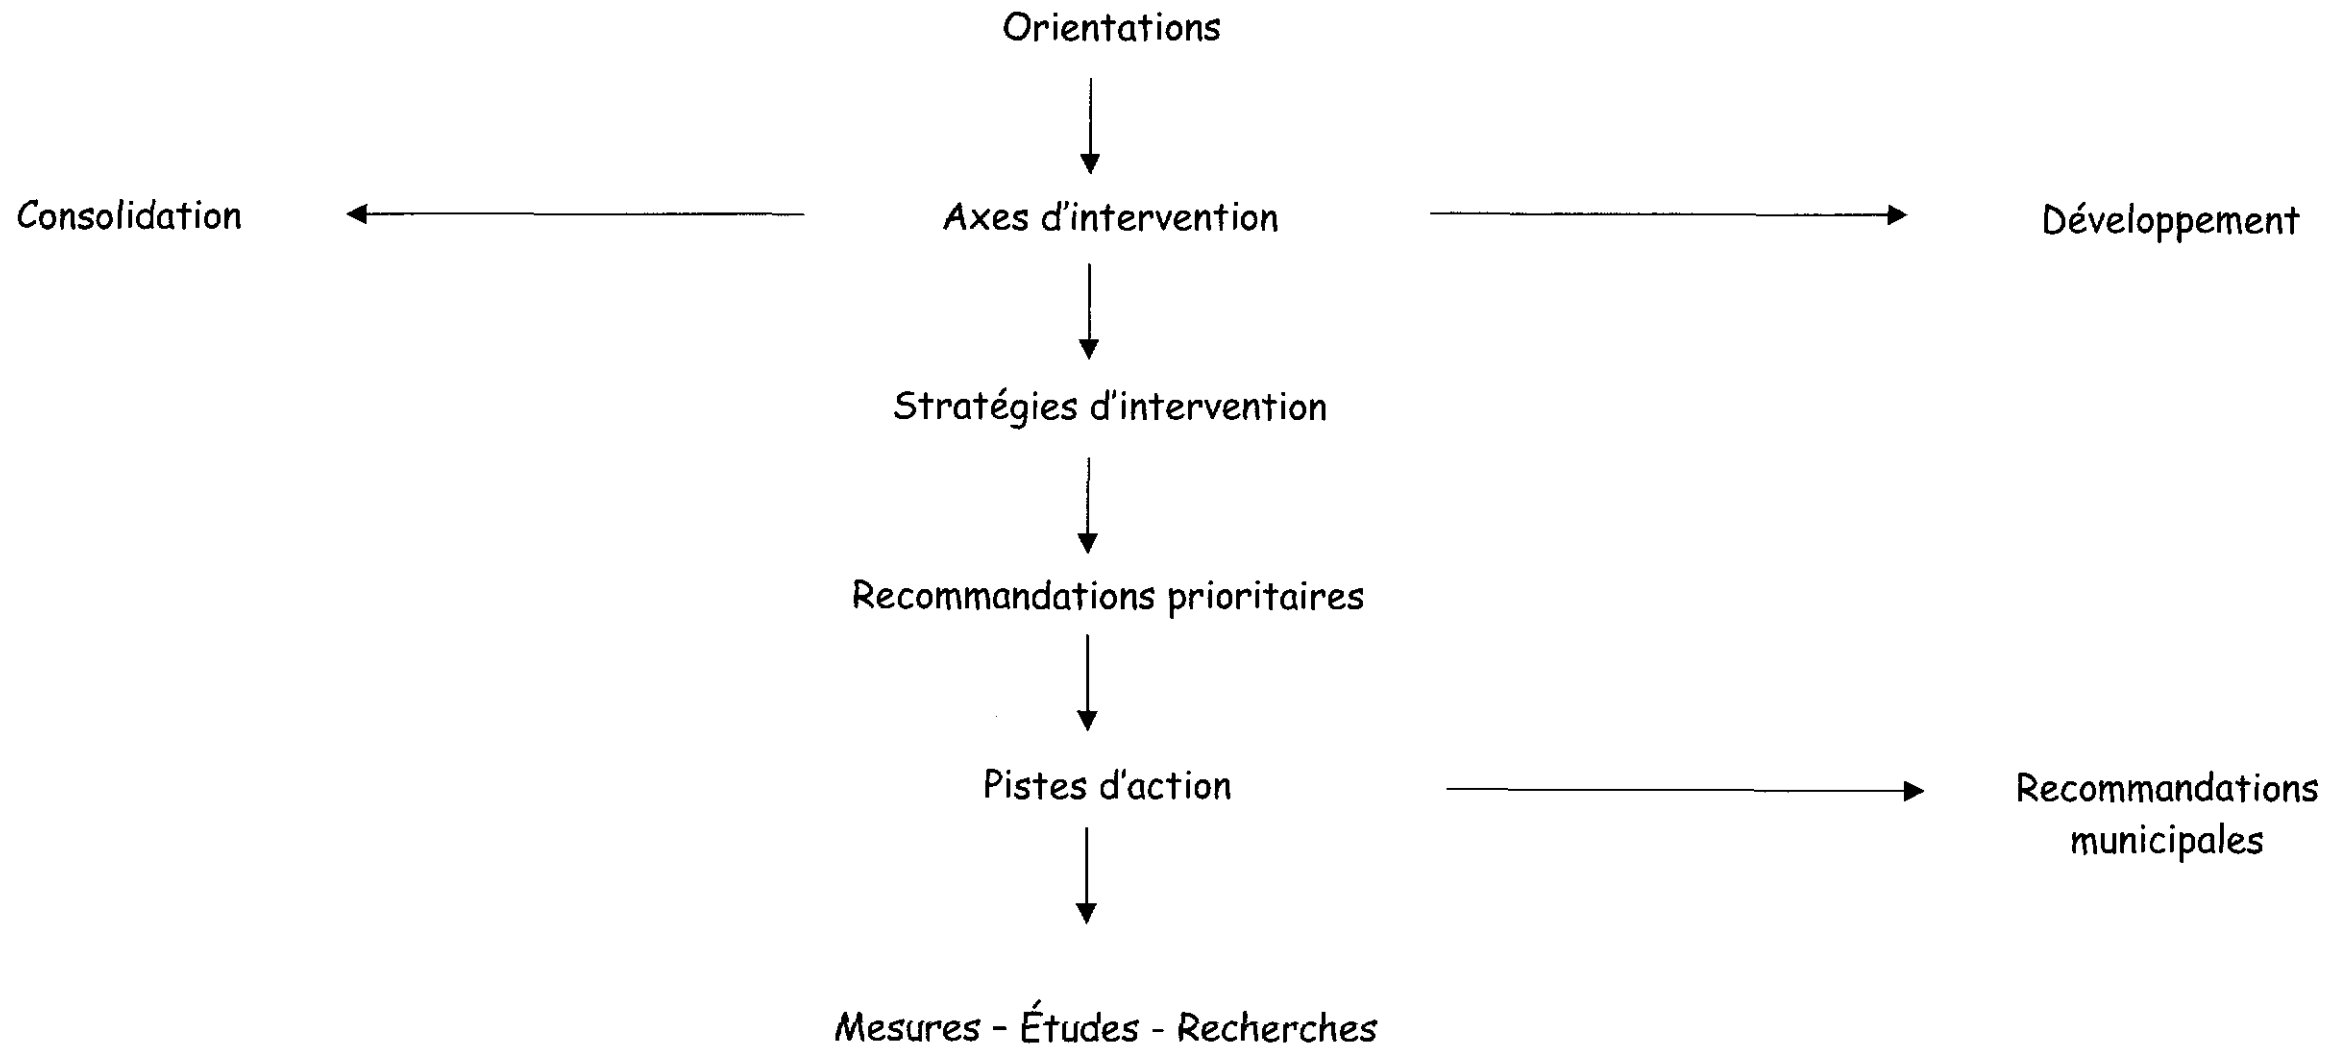 Orientations
Consolidation
Axes d'intervention
Développement
Stratégies d'intervention
Recommandations prioritaires
Pistes d'action
Recommandations
municipales
Mesures - Études - Recherches